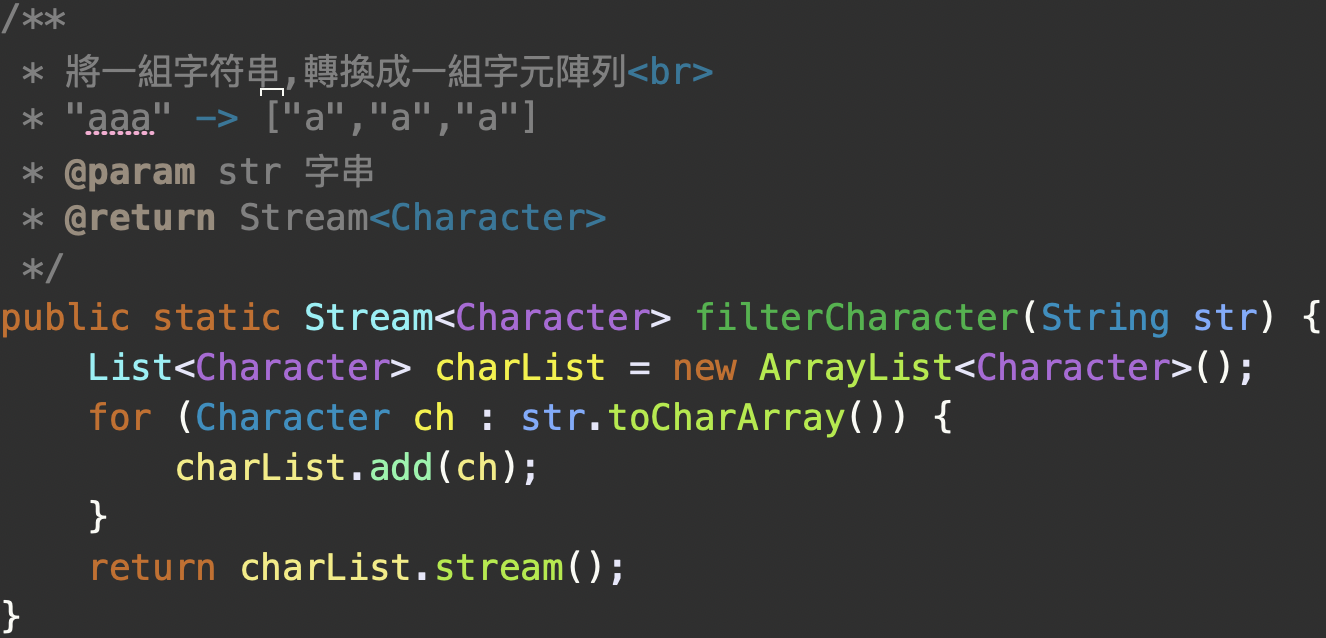 /**
 * 將一組字符串,轉換成一組字元陣列<br>
 * "aaa" -> ["a","a","a"]
 * @param str 字串
 * @return Stream<Character>
 */
public static Stream<Character> filterCharacter(String str) {
    List<Character> charList = new ArrayList<Character>();
    for (Character ch : str.toCharArray()) {
        charList.add(ch);
    }
    return charList.stream();
}